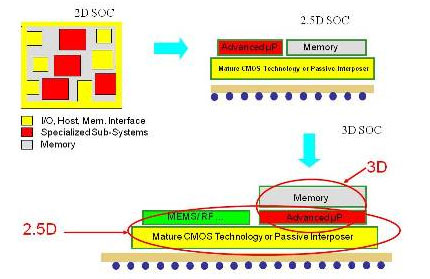 2D SOC
2.5D SOC
Advanced µP
Memory
Mature CMOS Technology or Passive Interposer
I/O, Host, Mem. Interface
Specialized Sub-Systems
Memory
3D SOC
3D
Memory
MEMS/ RF ...
Advanced µP
2.5D
Mature CMOS Technology or Passive Interposer